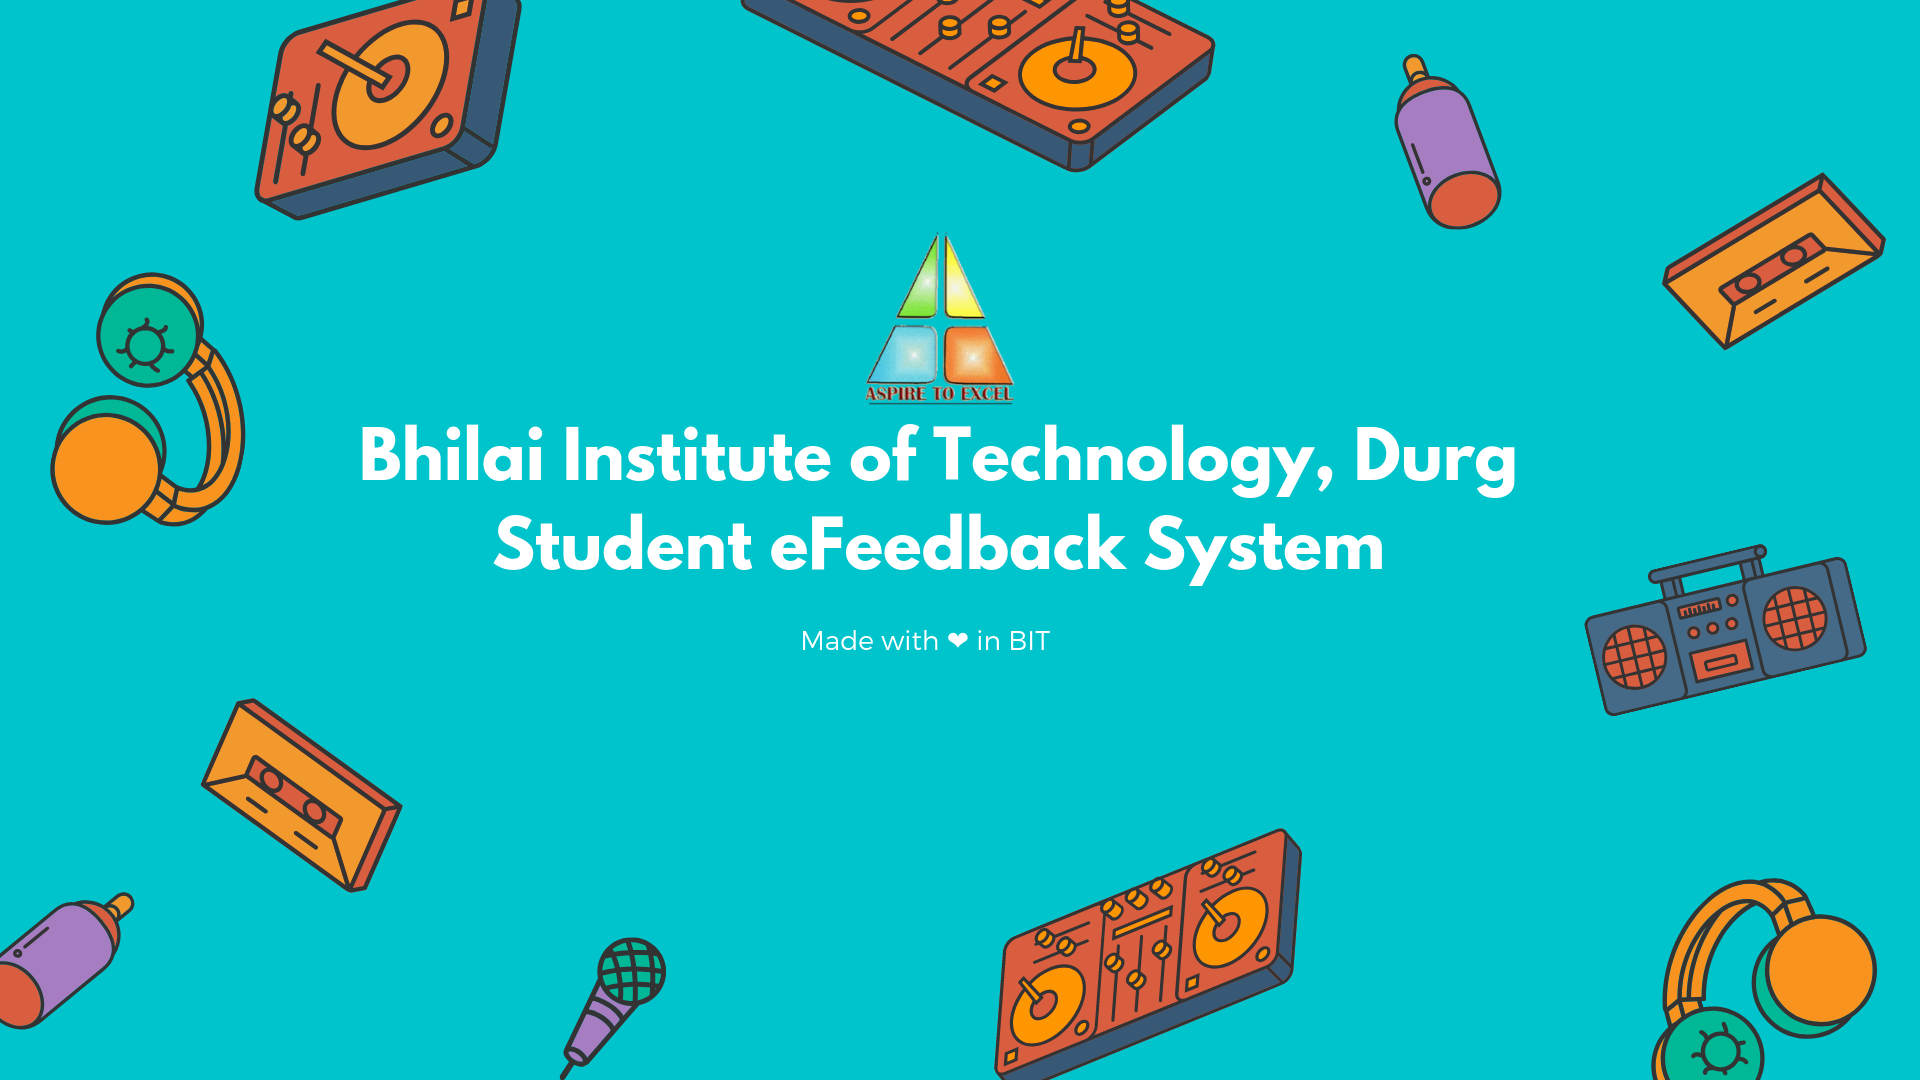 ASPIRE TO EXCEL
Bhilai Institute of Technology, Durg
Student eFeedback System
Made with ❤ in BIT